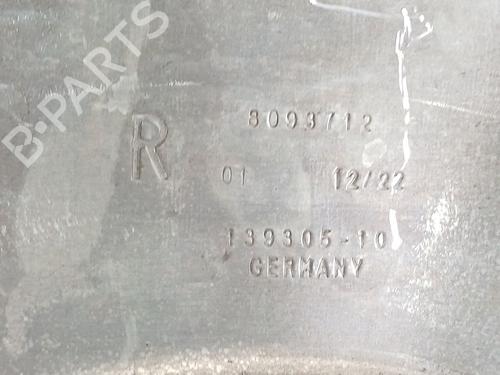 B-PARTS
R
8093712
01 12/22
139305-10
GERMANY